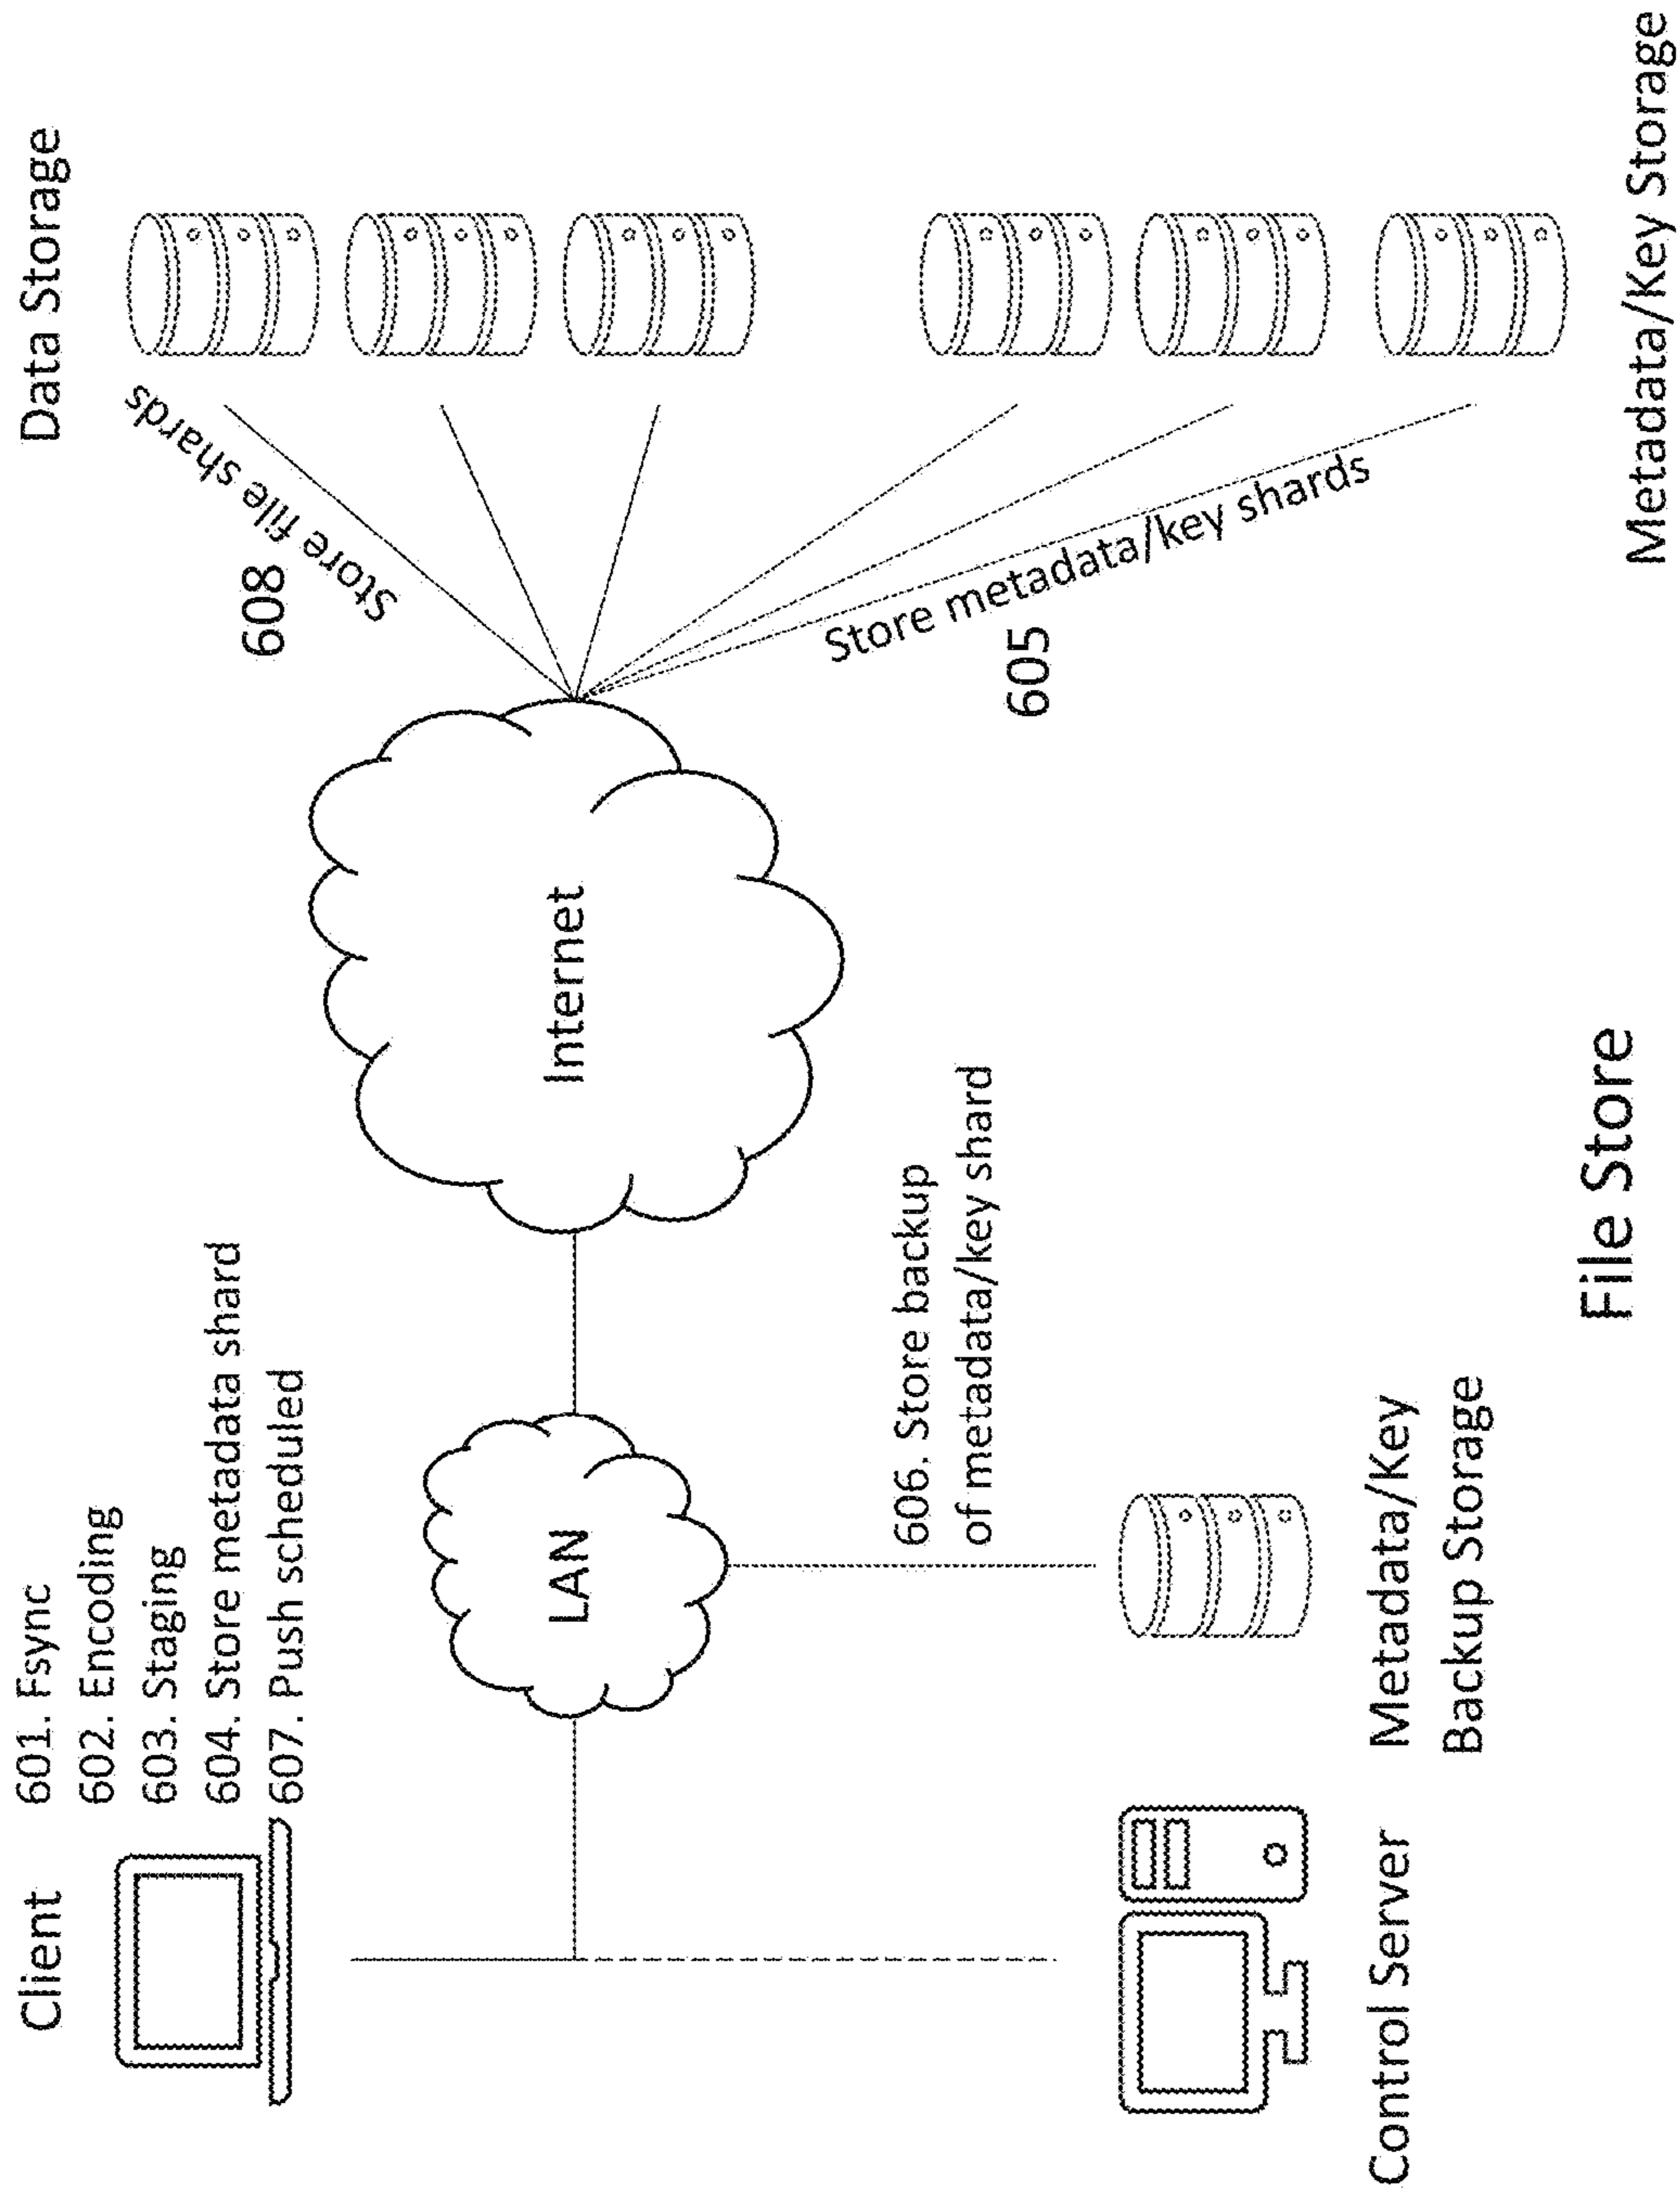 Client
601. Fsync
602. Encoding
603. Staging
604. Store metadata shard
607. Push scheduled
Data Storage
608
Store file shards
LAN
Internet
Store metadata/key shards
605
606. Store backup
of metadata/key shard
Control Server
Metadata/Key
Backup Storage
Metadata/Key Storage
File Store